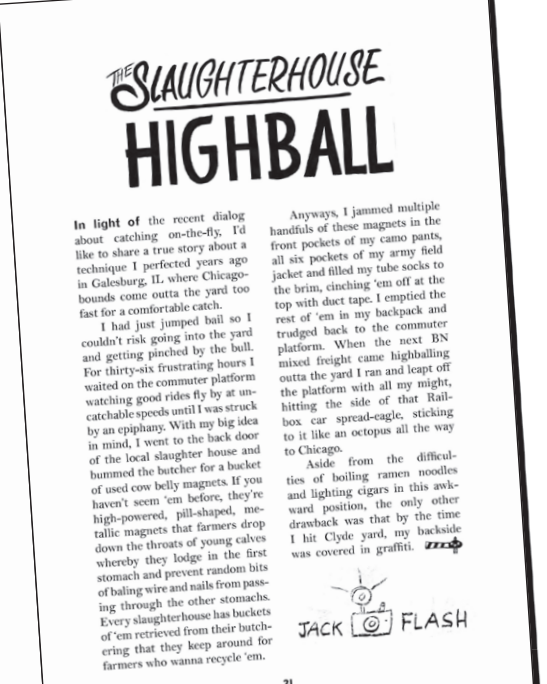 THE SLAUGHTERHOUSE
HIGHBALL
In light of the recent dialog
about catching on-the-fly, I'd
like to share a true story about a
technique I perfected years ago
in Galesburg, IL where Chicago-
bounds come outta the yard too
fast for a comfortable catch.
I had just jumped bail so I
couldn't risk going into the yard
and getting pinched by the bull.
For thirty-six frustrating hours I
waited on the commuter platform
watching good rides fly by at un-
catchable speeds until I was struck
by an epiphany. With my big idea
in mind, I went to the back door
of the local slaughter house and
bummed the butcher for a bucket
of used cow belly magnets. If you
haven't seem 'em before, they're
high-powered, pill-shaped, me-
tallic magnets that farmers drop
down the throats of young calves
whereby they lodge in the first
stomach and prevent random bits
of baling wire and nails from pass-
ing through the other stomachs.
Every slaughterhouse has buckets
of 'em retrieved from their butch-
ering that they keep around for
farmers who wanna recycle 'em.
Anyways, I jammed multiple
handfuls of these magnets in the
front pockets of my camo pants,
all six pockets of my army field
jacket and filled my tube socks to
the brim, cinching 'em off at the
top with duct tape. I emptied the
rest of 'em in my backpack and
trudged back to the commuter
platform. When the next BN
mixed freight came highballing
outta the yard I ran and leapt off
the platform with all my might,
hitting the side of that Rail-
box car spread-eagle, sticking
to it like an octopus all the way
to Chicago.
Aside from the difficul-
ties of boiling ramen noodles
and lighting cigars in this awk-
ward position, the only other
drawback was that by the time
I hit Clyde yard, my backside
was covered in graffiti.
JACK FLASH
21